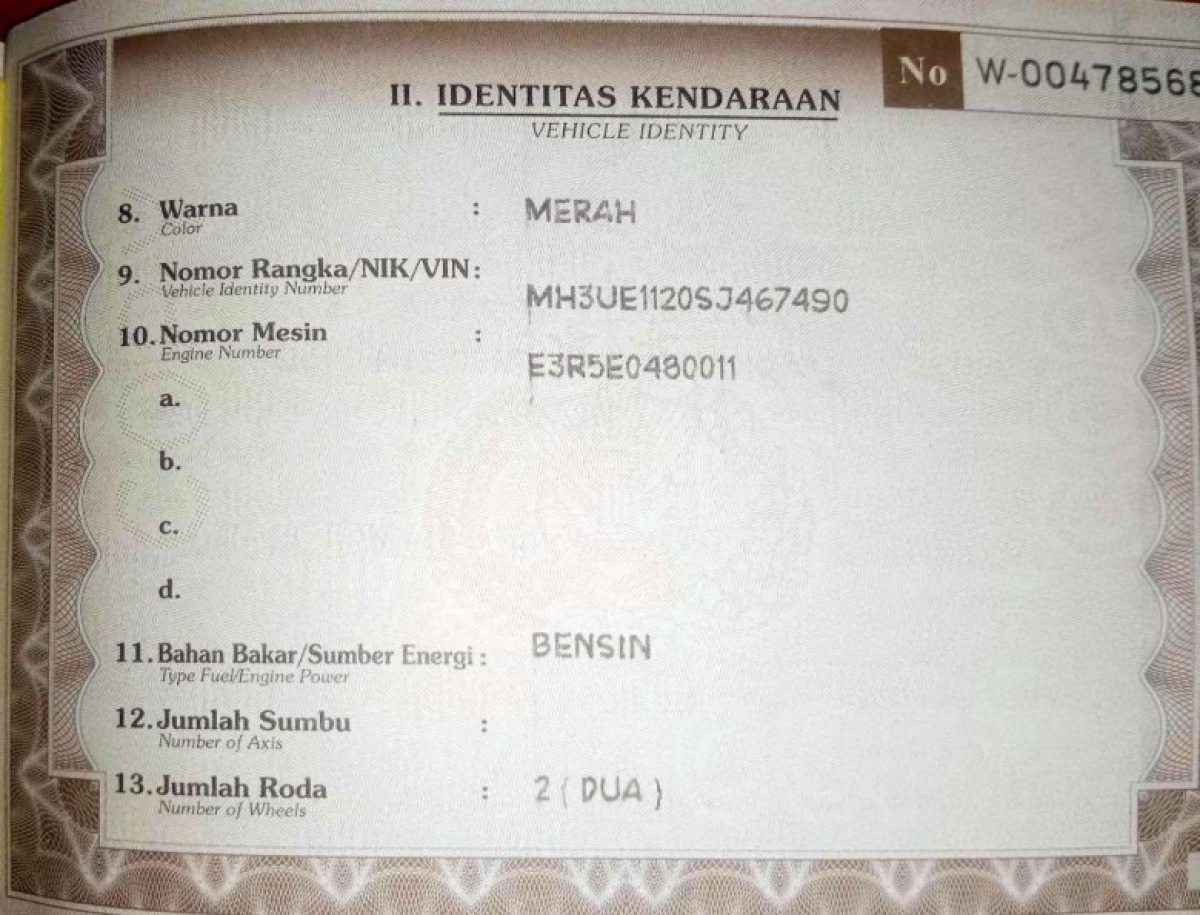 No W-00478568
II. IDENTITAS KENDARAAN
VEHICLE IDENTITY
8. Warna : MERAH
Color
9. Nomor Rangka/NIK/VIN :
Vehicle Identity Number
MH3UE1120SJ467490
10. Nomor Mesin :
Engine Number
E3R5E0480011
a.
b.
c.
d.
11. Bahan Bakar/Sumber Energi : BENSIN
Type Fuel/Engine Power
12. Jumlah Sumbu :
Number of Axis
13. Jumlah Roda : 2 ( DUA )
Number of Wheels